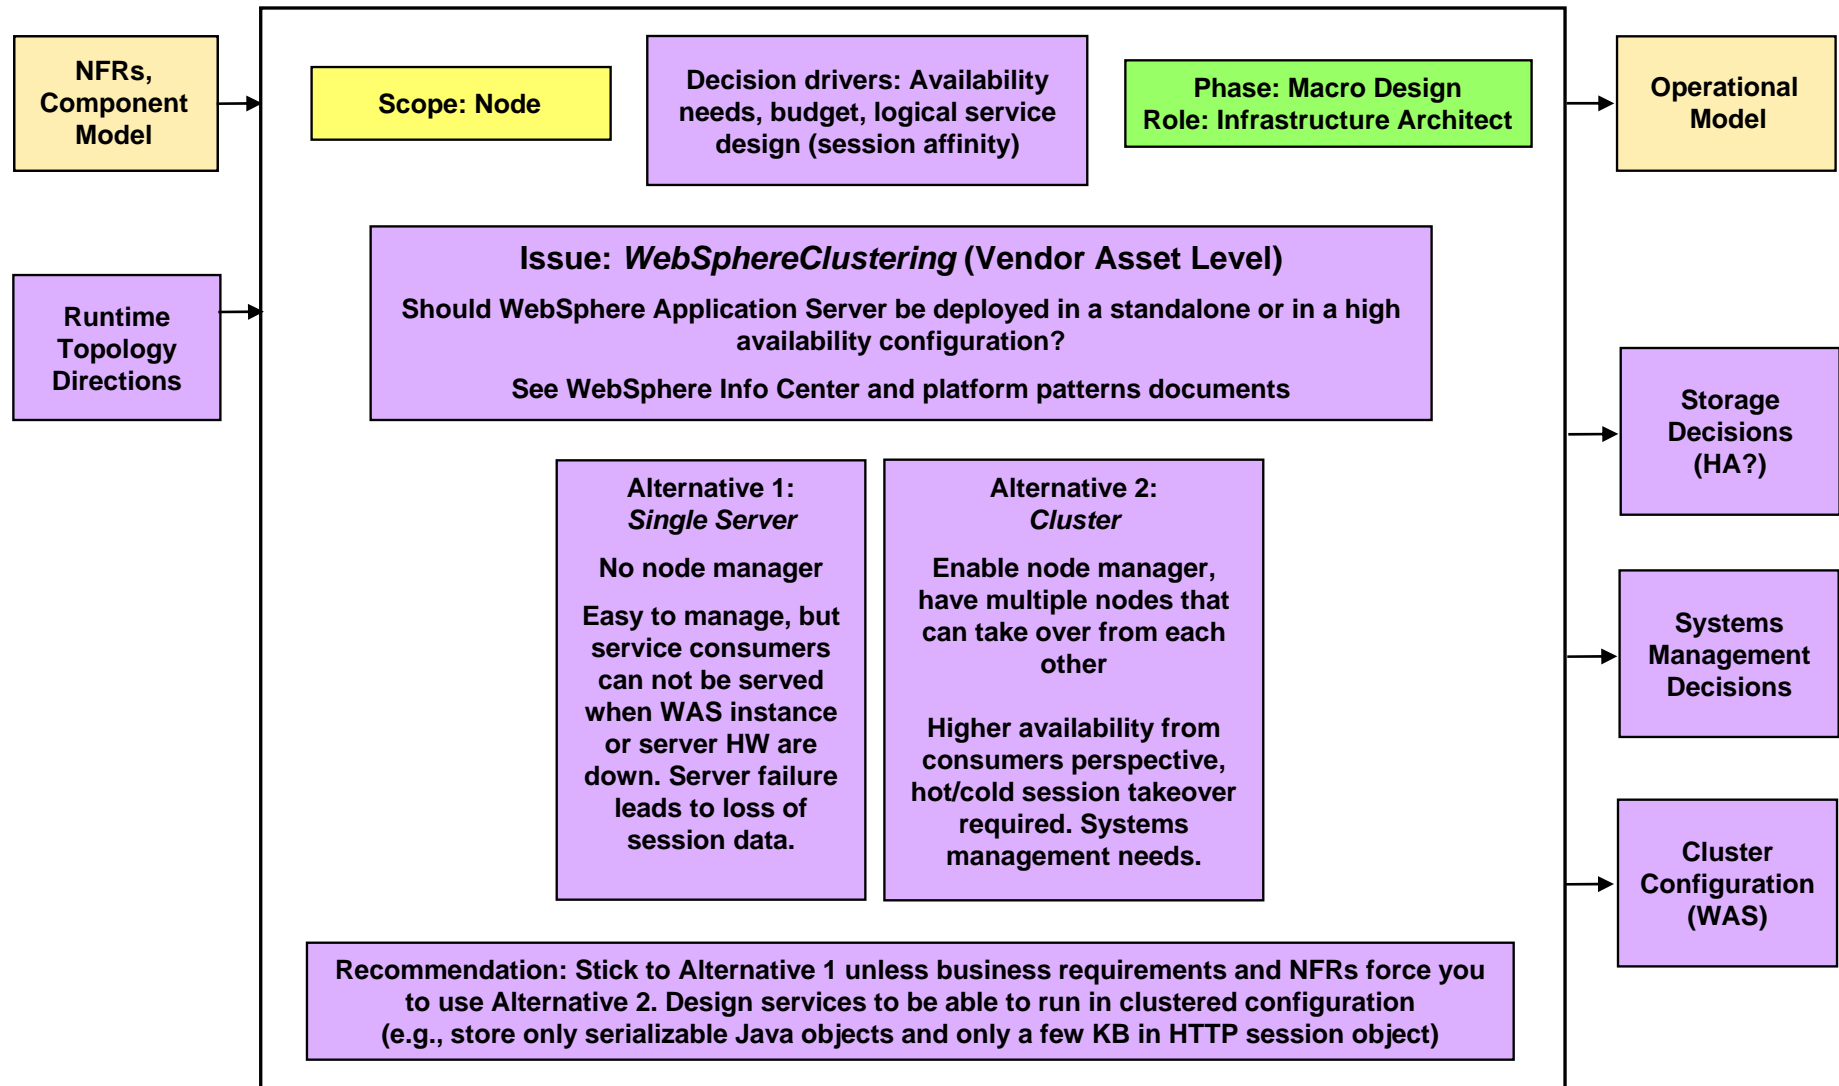 NFRs,
Component
Model
Scope: Node
Decision drivers: Availability
needs, budget, logical service
design (session affinity)
Phase: Macro Design
Role: Infrastructure Architect
Operational
Model
Runtime
Topology
Directions
Issue: WebSphereClustering (Vendor Asset Level)
Should WebSphere Application Server be deployed in a standalone or in a high
availability configuration?
See WebSphere Info Center and platform patterns documents
Storage
Decisions
(HA?)
Alternative 1:
Single Server
No node manager
Easy to manage, but
service consumers
can not be served
when WAS instance
or server HW are
down. Server failure
leads to loss of
session data.
Alternative 2:
Cluster
Enable node manager,
have multiple nodes that
can take over from each
other
Higher availability from
consumers perspective,
hot/cold session takeover
required. Systems
management needs.
Systems
Management
Decisions
Cluster
Configuration
(WAS)
Recommendation: Stick to Alternative 1 unless business requirements and NFRs force you
to use Alternative 2. Design services to be able to run in clustered configuration
(e.g., store only serializable Java objects and only a few KB in HTTP session object)